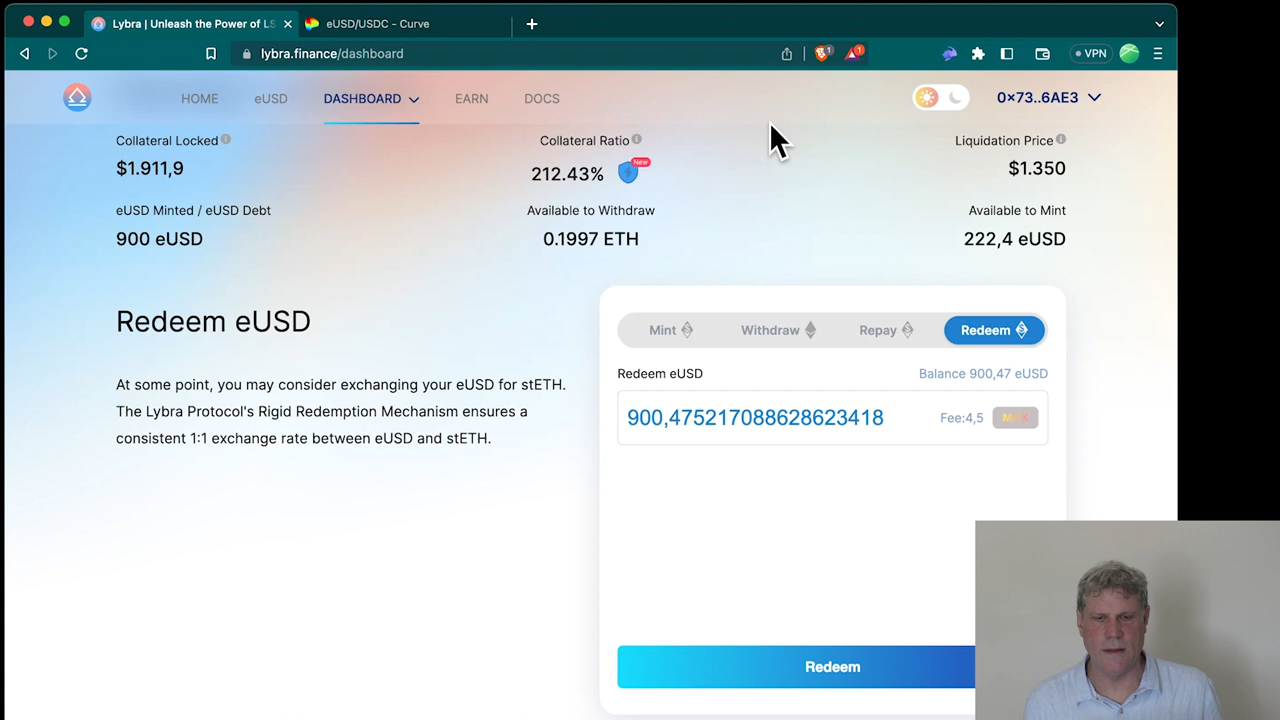 Lybra | Unleash the Power of LS
eUSD/USDC - Curve
lybra.finance/dashboard
1
1
VPN
HOME
eUSD
DASHBOARD
EARN
DOCS
0×73..6AE3
Collateral Locked
Collateral Ratio
Liquidation Price
$1.911,9
212.43%
New
$1.350
eUSD Minted / eUSD Debt
Available to Withdraw
Available to Mint
900 eUSD
0.1997 ETH
222,4 eUSD
Redeem eUSD
At some point, you may consider exchanging your eUSD for stETH.
The Lybra Protocol's Rigid Redemption Mechanism ensures a
consistent 1:1 exchange rate between eUSD and stETH.
Mint
Withdraw
Repay
Redeem
Redeem eUSD
Balance 900,47 eUSD
900,475217088628623418
Fee:4,5
MAX
Redeem